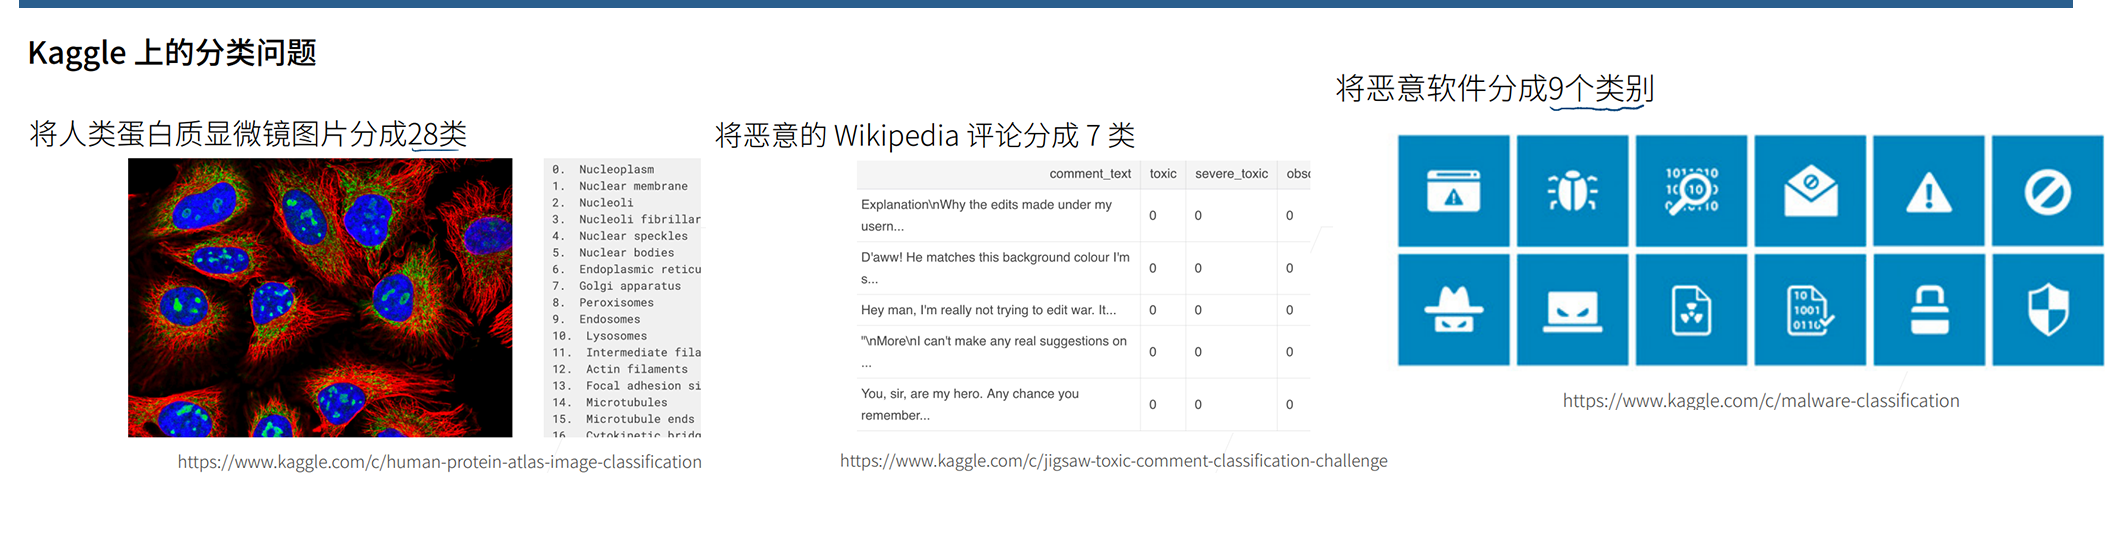 Kaggle 上的分类问题
将人类蛋白质显微镜图片分成28类
0. Nucleoplasm
1. Nuclear membrane
2. Nucleoli
3. Nucleoli fibrillar
4. Nuclear speckles
5. Nuclear bodies
6. Endoplasmic reticu
7. Golgi apparatus
8. Peroxisomes
9. Endosomes
10. Lysosomes
11. Intermediate fila
12. Actin filaments
13. Focal adhesion si
14. Microtubules
15. Microtubule ends
16. Cytokinetic bridg
https://www.kaggle.com/c/human-protein-atlas-image-classification
将恶意的 Wikipedia 评论分成 7 类
comment_text toxic severe_toxic obsc
Explanation\nWhy the edits made under my
usern... 0 0 0
D'aww! He matches this background colour I'm
s... 0 0 0
Hey man, I'm really not trying to edit war. It... 0 0 0
"\nMore\nI can't make any real suggestions on
... 0 0 0
You, sir, are my hero. Any chance you
remember... 0 0 0
https://www.kaggle.com/c/jigsaw-toxic-comment-classification-challenge
将恶意软件分成9个类别
https://www.kaggle.com/c/malware-classification